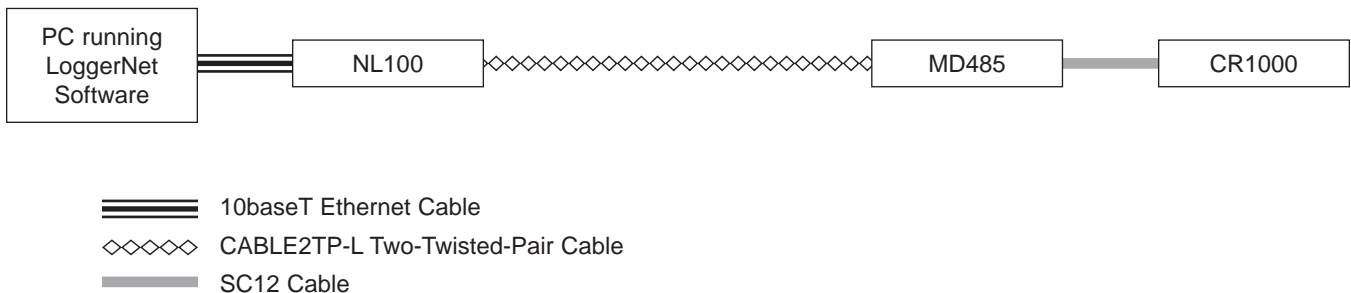 PC running
LoggerNet
Software
NL100
MD485
CR1000
10baseT Ethernet Cable
CABLE2TP-L Two-Twisted-Pair Cable
SC12 Cable